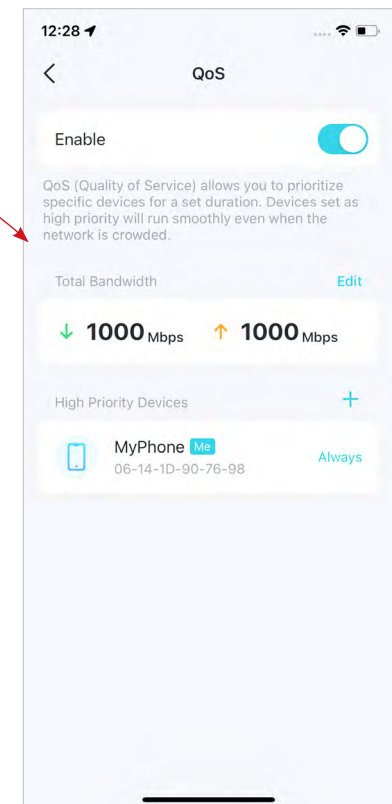 12:28
QoS
Enable
QoS (Quality of Service) allows you to prioritize
specific devices for a set duration. Devices set as
high priority will run smoothly even when the
network is crowded.
Total Bandwidth Edit
↓ 1000 Mbps ↑ 1000 Mbps
High Priority Devices +
MyPhone Me
06-14-1D-90-76-98 Always